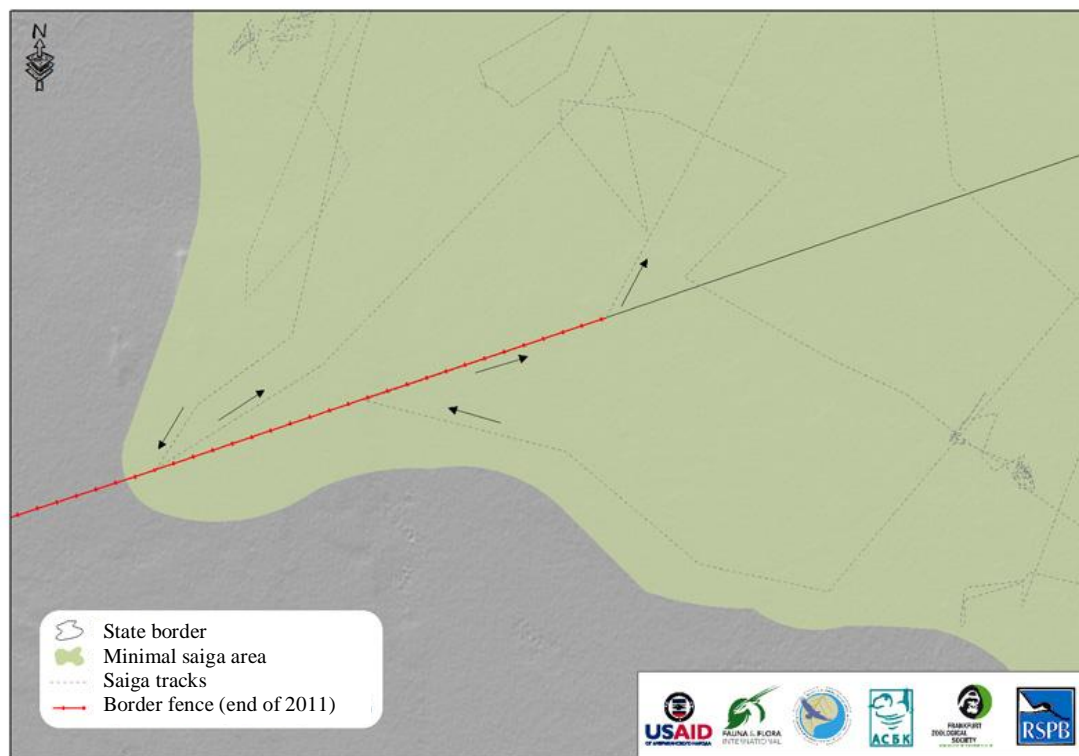 N
State border
Minimal saiga area
Saiga tracks
Border fence (end of 2011)
USAID
FAUNA & FLORA
INTERNATIONAL
АСБК
FRANKFURT
ZOOLOGICAL
SOCIETY
RSPB